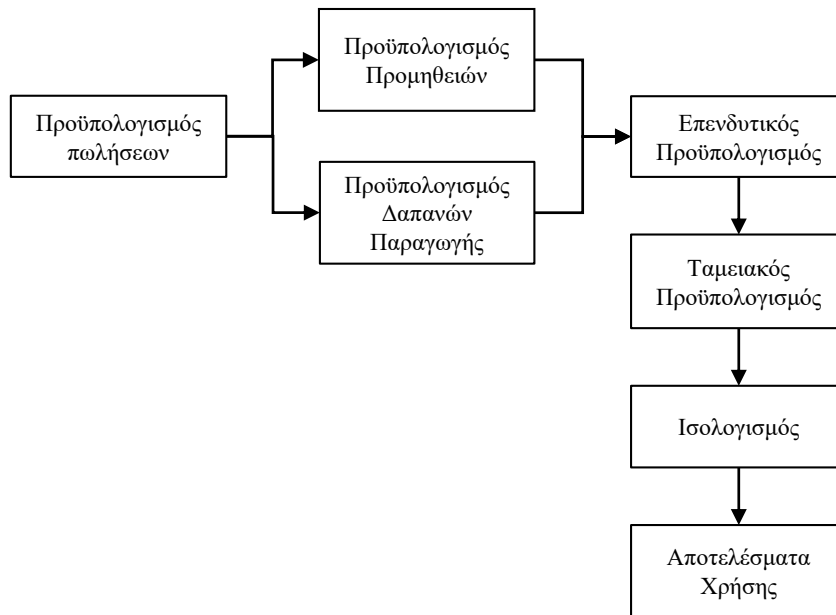 Προϋπολογισμός
πωλήσεων
Προϋπολογισμός
Προμηθειών
Προϋπολογισμός
Δαπανών
Παραγωγής
Επενδυτικός
Προϋπολογισμός
Ταμειακός
Προϋπολογισμός
Ισολογισμός
Αποτελέσματα
Χρήσης